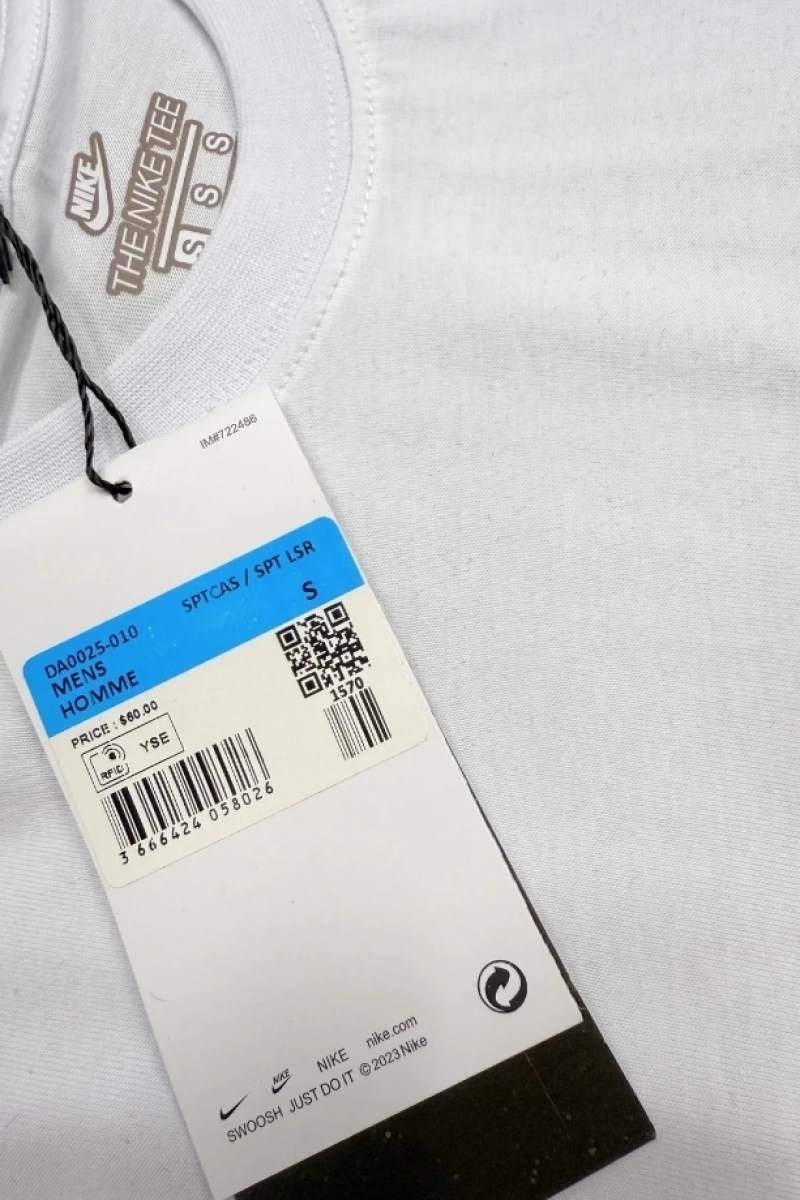 NIKE
THE NIKE TEE
S S S
IM#722486
SPTCAS / SPT LSR
S
DA0025-010
MENS
HOMME
1570
PRICE : $60.00
RFID
YSE
3 666424 058026
NIKE
NIKE nike.com
SWOOSH JUST DO IT ©2023 Nike